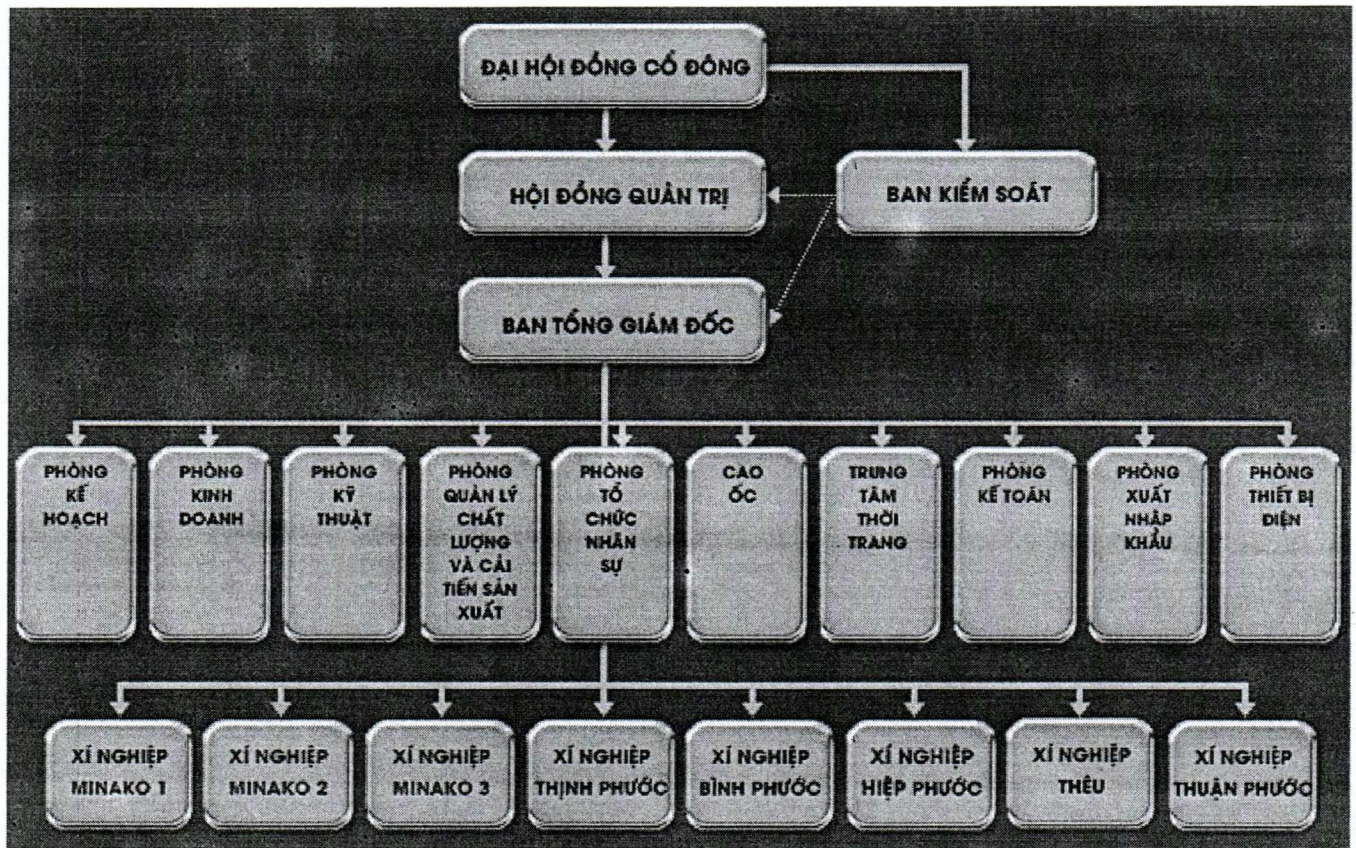 ĐẠI HỘI ĐỒNG CỔ ĐÔNG
HỘI ĐỒNG QUẢN TRỊ
BAN KIỂM SOÁT
BAN TỔNG GIÁM ĐỐC
PHÒNG
KẾ
HOẠCH
PHÒNG
KINH
DOANH
PHÒNG
KỸ
THUẬT
PHÒNG
QUẢN LÝ
CHẤT
LƯỢNG
VÀ CẢI
TIẾN SẢN
XUẤT
PHÒNG
TỔ
CHỨC
NHÂN
SỰ
CAO
ỐC
TRUNG
TÂM
THỜI
TRANG
PHÒNG
KẾ TOÁN
PHÒNG
XUẤT
NHẬP
KHẨU
PHÒNG
THIẾT BỊ
ĐIỆN
XÍ NGHIỆP
MINAKO 1
XÍ NGHIỆP
MINAKO 2
XÍ NGHIỆP
MINAKO 3
XÍ NGHIỆP
THỊNH PHƯỚC
XÍ NGHIỆP
BÌNH PHƯỚC
XÍ NGHIỆP
HIỆP PHƯỚC
XÍ NGHIỆP
THÊU
XÍ NGHIỆP
THUẬN PHƯỚC